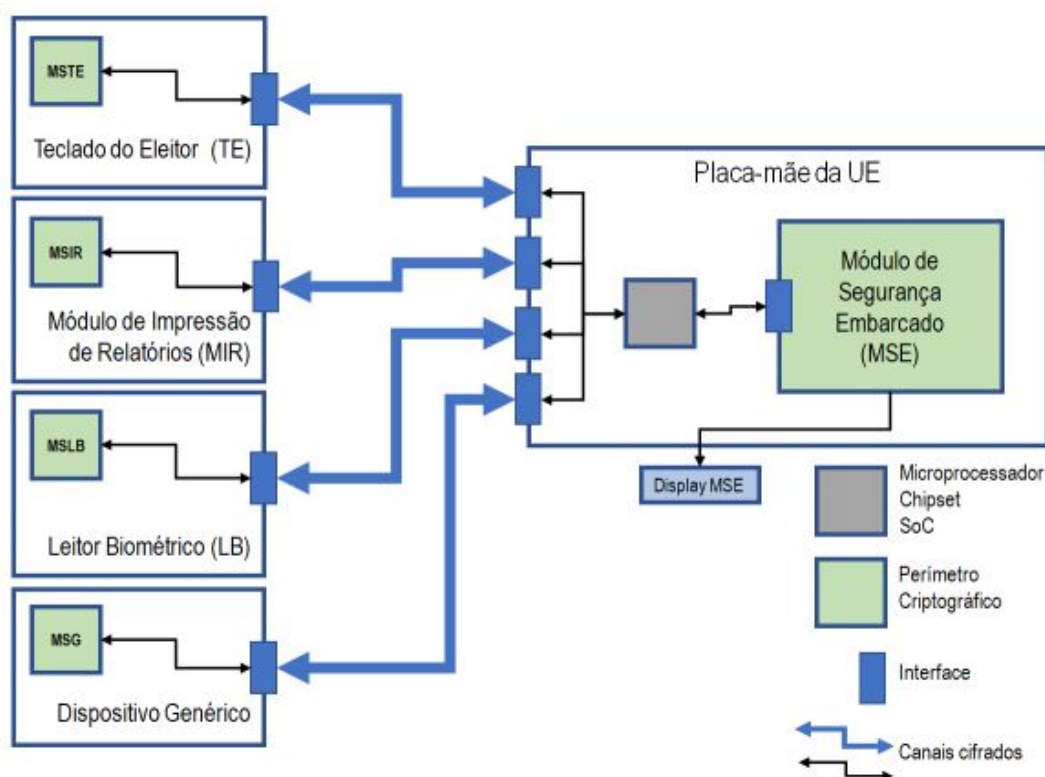 MSTE
Teclado do Eleitor (TE)
MSIR
Módulo de Impressão
de Relatórios (MIR)
MSLB
Leitor Biométrico (LB)
MSG
Dispositivo Genérico
Placa-mãe da UE
Módulo de
Segurança
Embarcado
(MSE)
Display MSE
Microprocessador
Chipset
SoC
Perímetro
Criptográfico
Interface
Canais cifrados